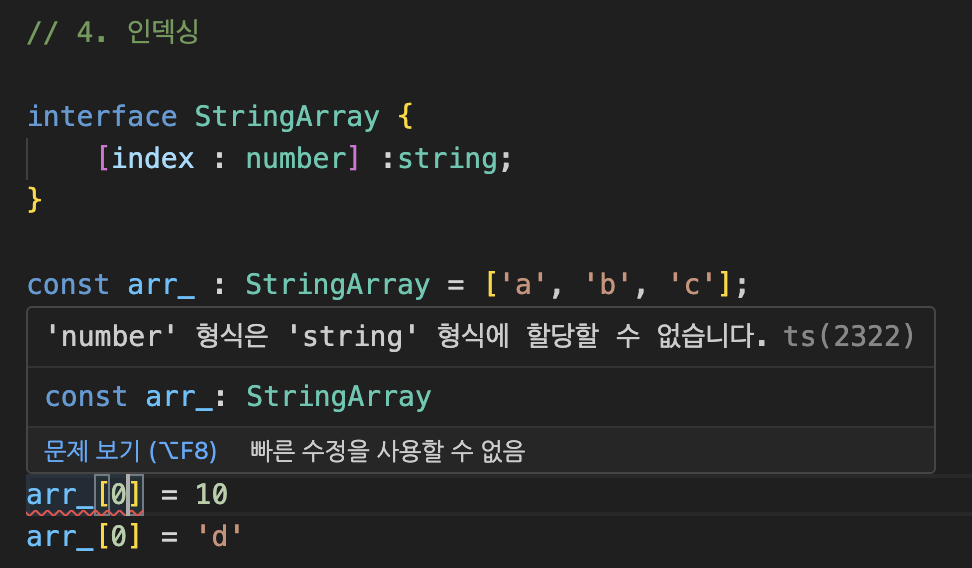 // 4. 인덱싱
interface StringArray {
[index : number] :string;
}
const arr_ : StringArray = ['a', 'b', 'c'];
'number' 형식은 'string' 형식에 할당할 수 없습니다. ts(2322)
const arr_: StringArray
문제 보기 (⌥F8) 빠른 수정을 사용할 수 없음
arr_[0] = 10
arr_[0] = 'd'